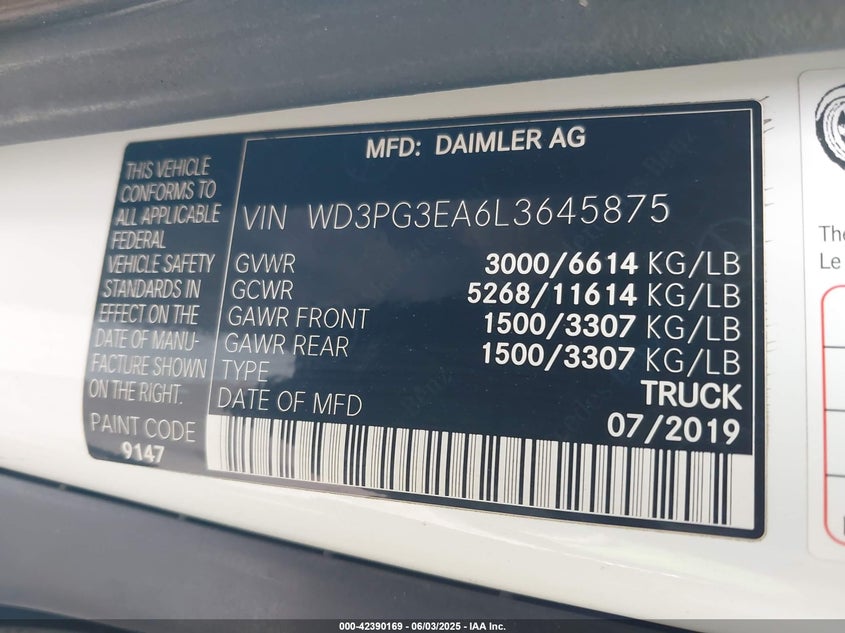 MFD: DAIMLER AG
THIS VEHICLE
CONFORMS TO
ALL APPLICABLE
FEDERAL
VEHICLE SAFETY
STANDARDS IN
EFFECT ON THE
DATE OF MANU-
FACTURE SHOWN
ON THE RIGHT.
PAINT CODE
9147
VIN WD3PG3EA6L3645875
GVWR 3000/6614 KG/LB
GCWR 5268/11614 KG/LB
GAWR FRONT 1500/3307 KG/LB
GAWR REAR 1500/3307 KG/LB
TYPE TRUCK
DATE OF MFD 07/2019
The
Le
000-42390169 - 06/03/2025 - IAA Inc.